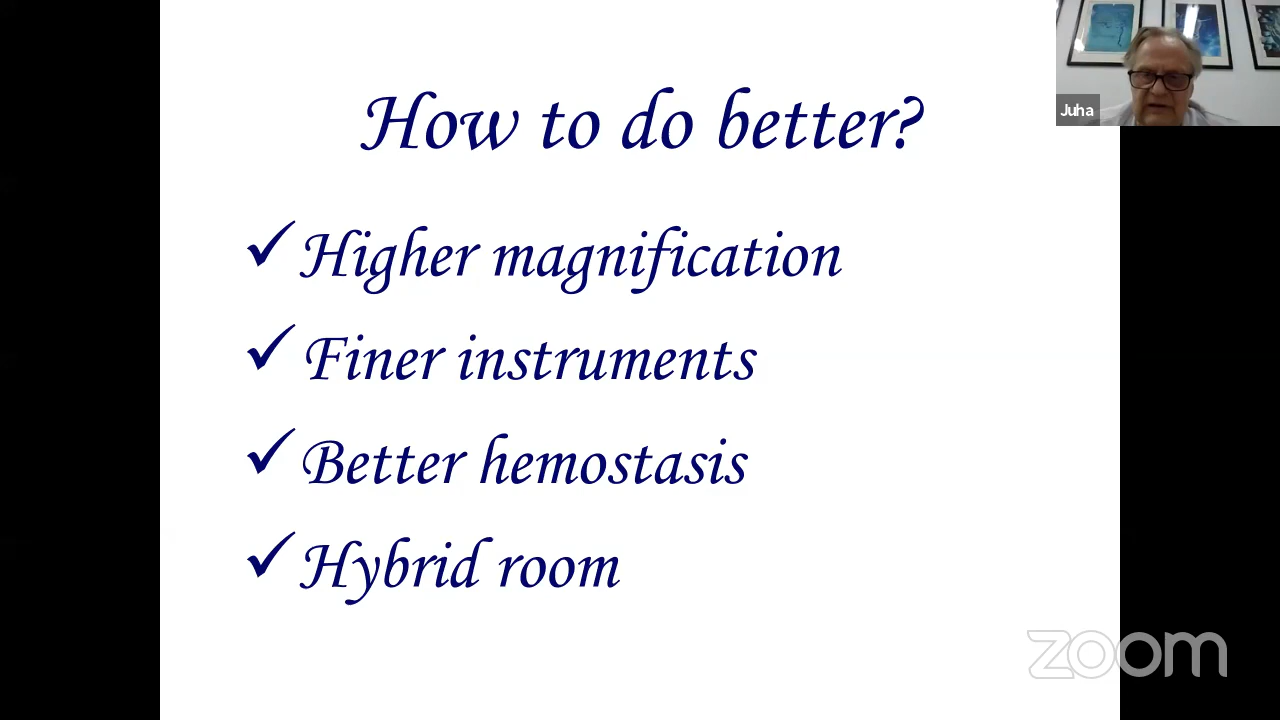 How to do better?
Juha
✓ Higher magnification
✓ Finer instruments
✓ Better hemostasis
✓ Hybrid room
zoom